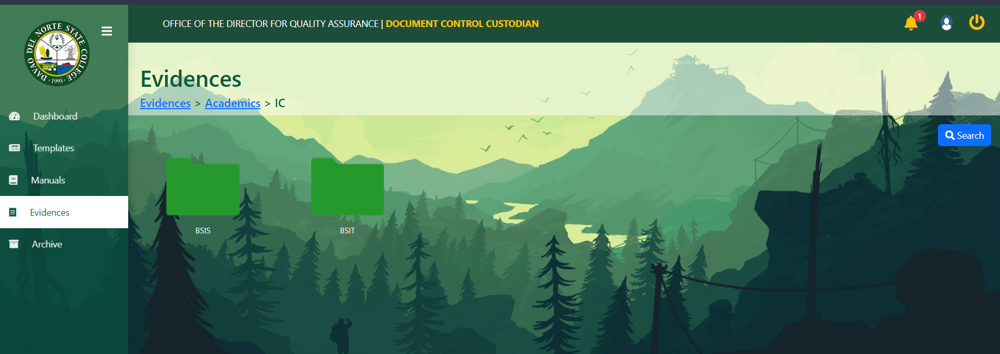 DAVAO DEL NORTE STATE COLLEGE
· 1995 ·
OFFICE OF THE DIRECTOR FOR QUALITY ASSURANCE | DOCUMENT CONTROL CUSTODIAN
1
Evidences
Evidences > Academics > IC
Dashboard
Templates
Manuals
Evidences
Archive
Search
BSIS
BSIT